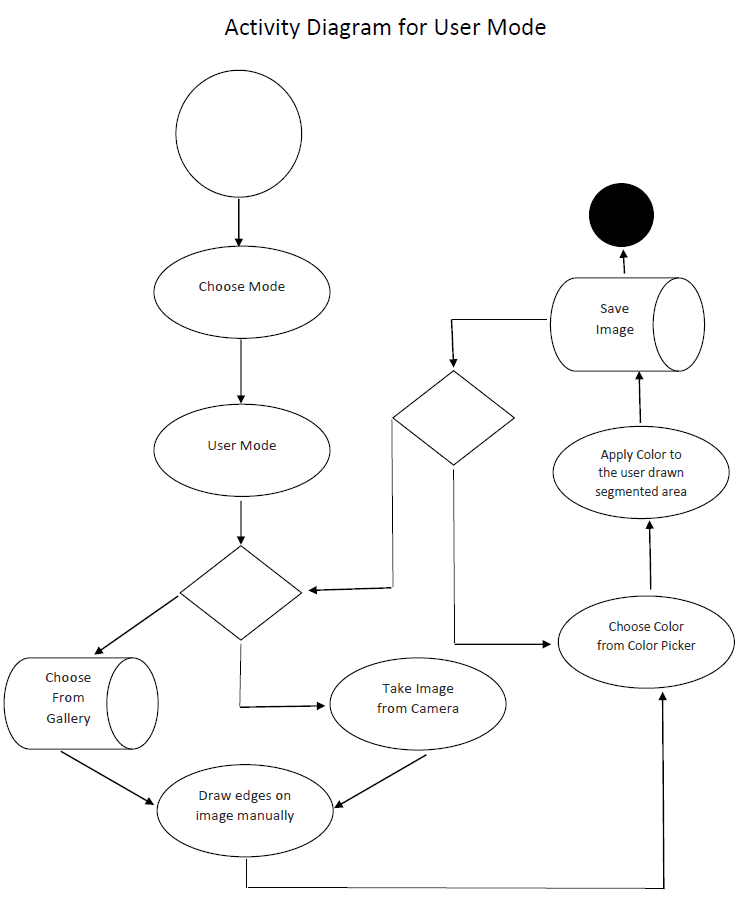 Activity Diagram for User Mode
Choose Mode
User Mode
Choose
From
Gallery
Take Image
from Camera
Draw edges on
image manually
Choose Color
from Color Picker
Apply Color to
the user drawn
segmented area
Save
Image